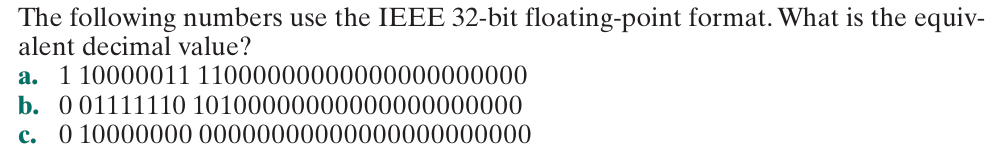 The following numbers use the IEEE 32-bit floating-point format. What is the equiv-
alent decimal value?
a. 1 10000011 11000000000000000000000
b. 0 01111110 10100000000000000000000
c. 0 10000000 00000000000000000000000